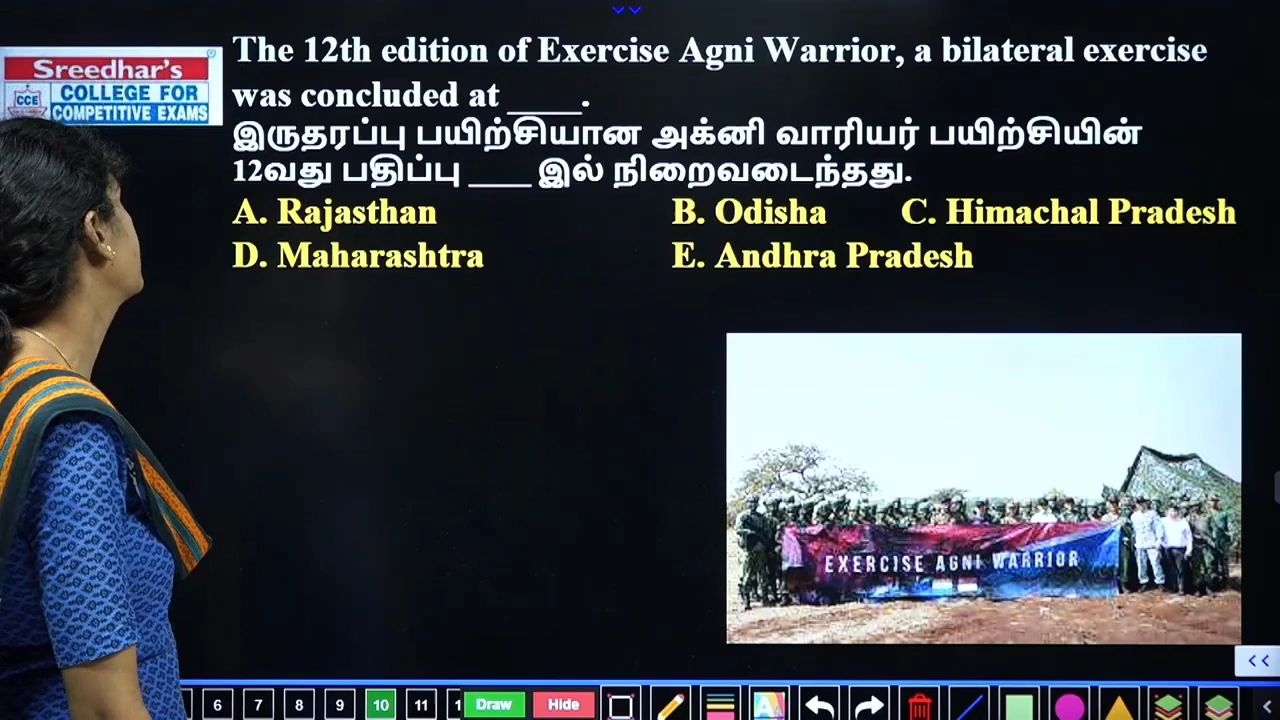 Sreedhar's
CCE
COLLEGE FOR
COMPETITIVE EXAMS
The 12th edition of Exercise Agni Warrior, a bilateral exercise
was concluded at ____.
இருதரப்பு பயிற்சியான அக்னி வாரியர் பயிற்சியின்
12வது பதிப்பு ____ இல் நிறைவடைந்தது.
A. Rajasthan B. Odisha C. Himachal Pradesh
D. Maharashtra E. Andhra Pradesh
EXERCISE AGNI WARRIOR
6 7 8 9 10 11 1 Draw Hide